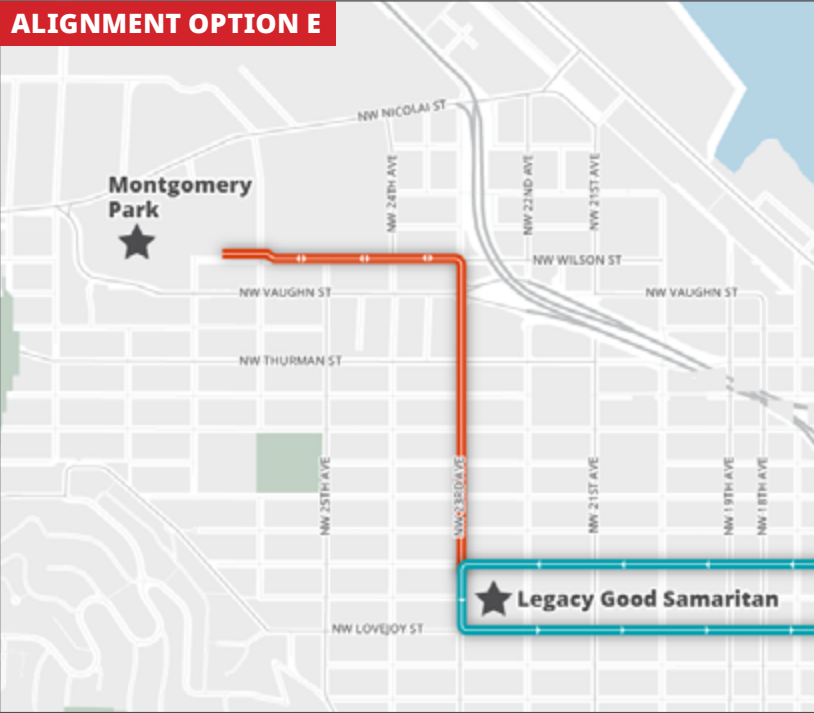 ALIGNMENT OPTION E
NW NICOLAI ST
Montgomery
Park
NW 24TH AVE
NW 22ND AVE
NW 21ST AVE
NW WILSON ST
NW VAUGHN ST
NW VAUGHN ST
NW THURMAN ST
NW 25TH AVE
NW 23RD AVE
NW 21ST AVE
NW 19TH AVE
NW 18TH AVE
Legacy Good Samaritan
NW LOVEJOY ST